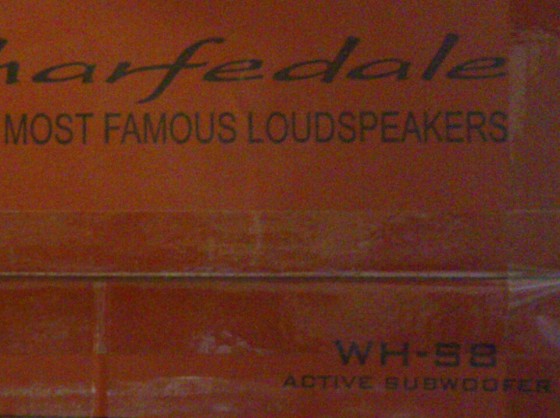 harfedale
MOST FAMOUS LOUDSPEAKERS
WH-S8
ACTIVE SUBWOOFER